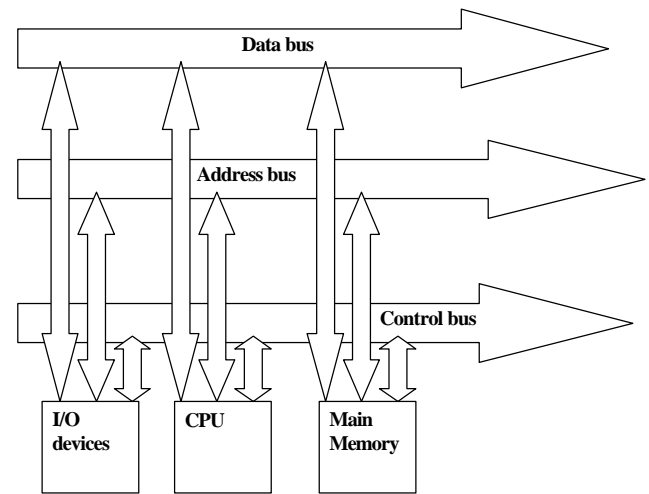 Data bus
Address bus
Control bus
I/O
devices
CPU
Main
Memory